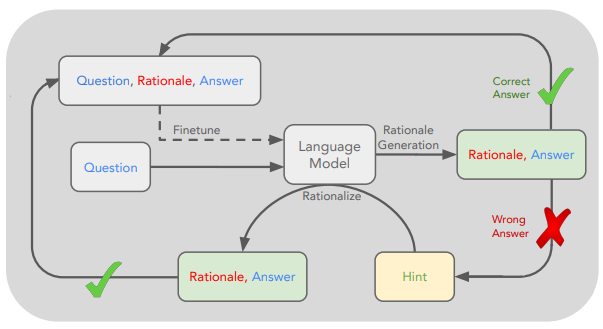 Question, Rationale, Answer
Correct
Answer
Finetune
Language
Model
Rationale
Generation
Rationale, Answer
Question
Rationalize
Wrong
Answer
Rationale, Answer
Hint